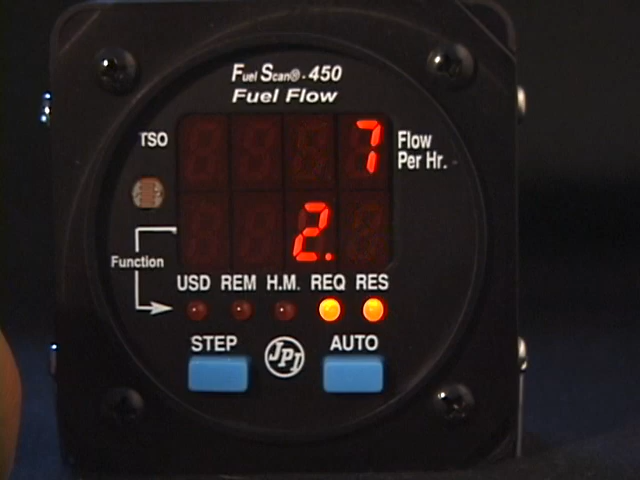 Fuel Scan®-450
Fuel Flow
TSO
7
Flow
Per Hr.
2.
Function
USD REM H.M. REQ RES
STEP JPI AUTO